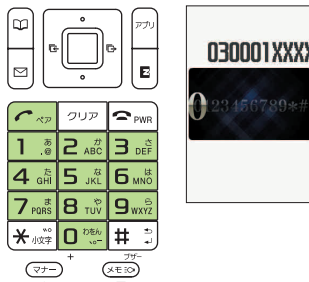 アプリ
030001XXXX
0123456789*#
ペア クリア PWR
1 あ .@ 2 か ABC 3 さ DEF
4 た GHI 5 な JKL 6 は MNO
7 ま PQRS 8 や TUV 9 ら WXYZ
* 小文字 0 わをん #
マナー + メモ ブザー